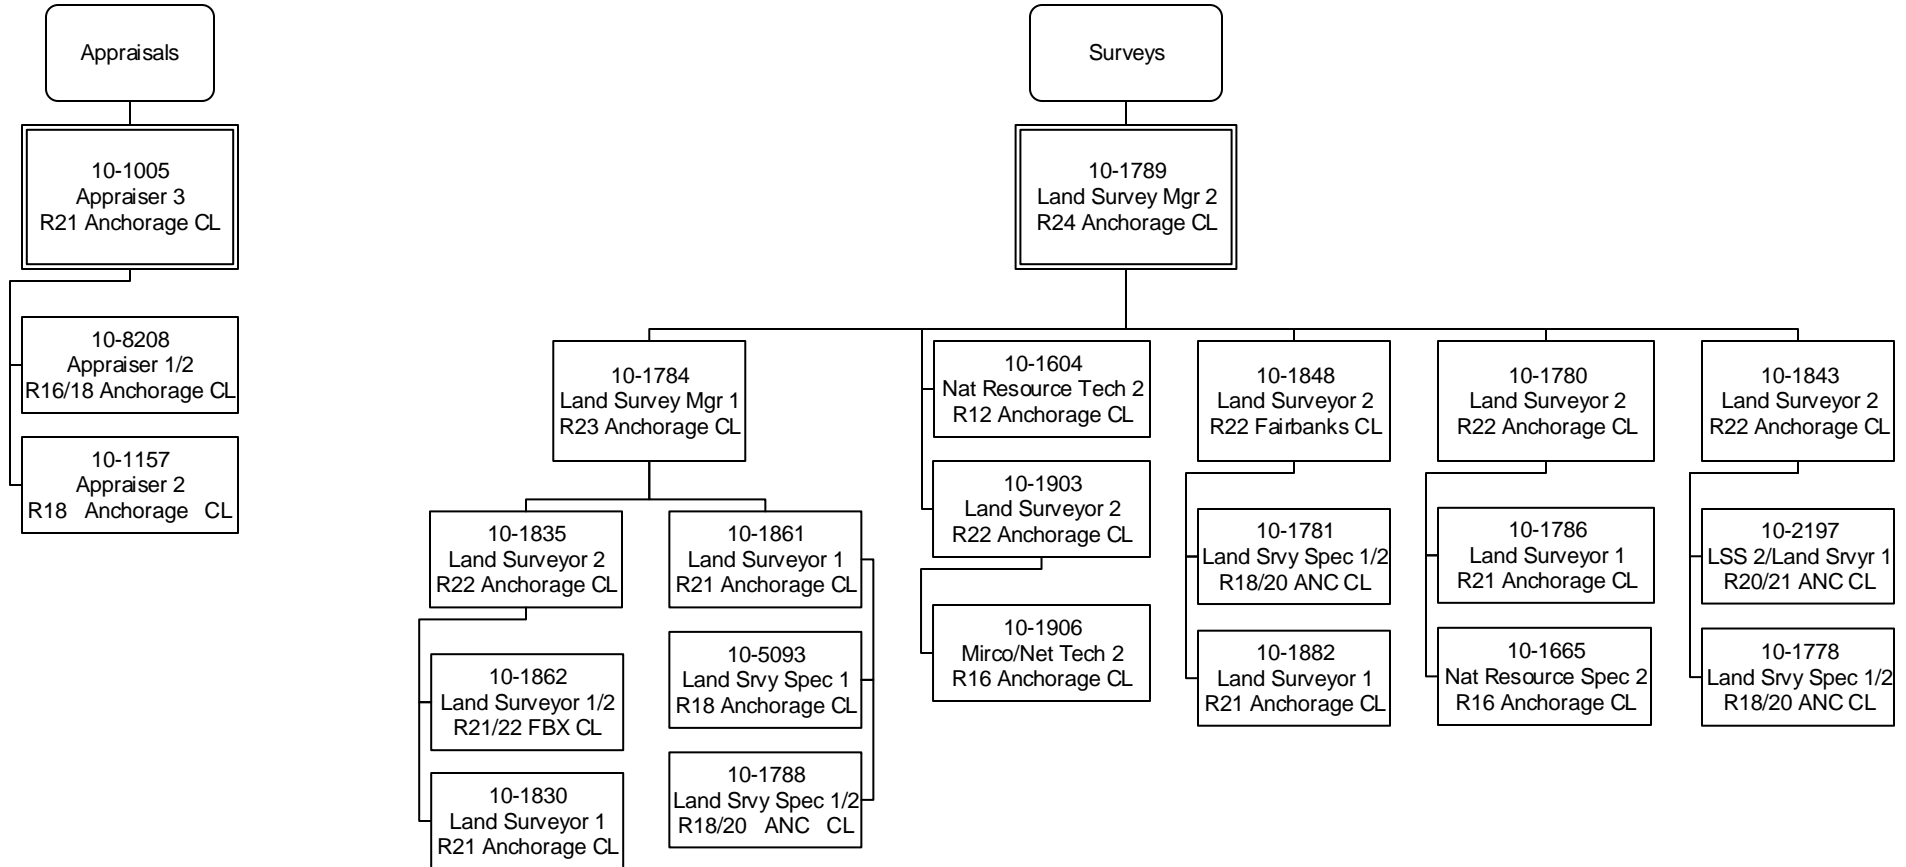 Appraisals
10-1005
Appraiser 3
R21 Anchorage CL
10-8208
Appraiser 1/2
R16/18 Anchorage CL
10-1157
Appraiser 2
R18 Anchorage CL
Surveys
10-1789
Land Survey Mgr 2
R24 Anchorage CL
10-1784
Land Survey Mgr 1
R23 Anchorage CL
10-1835
Land Surveyor 2
R22 Anchorage CL
10-1862
Land Surveyor 1/2
R21/22 FBX CL
10-1830
Land Surveyor 1
R21 Anchorage CL
10-1861
Land Surveyor 1
R21 Anchorage CL
10-5093
Land Srvy Spec 1
R18 Anchorage CL
10-1788
Land Srvy Spec 1/2
R18/20 ANC CL
10-1604
Nat Resource Tech 2
R12 Anchorage CL
10-1903
Land Surveyor 2
R22 Anchorage CL
10-1906
Mirco/Net Tech 2
R16 Anchorage CL
10-1848
Land Surveyor 2
R22 Fairbanks CL
10-1781
Land Srvy Spec 1/2
R18/20 ANC CL
10-1882
Land Surveyor 1
R21 Anchorage CL
10-1780
Land Surveyor 2
R22 Anchorage CL
10-1786
Land Surveyor 1
R21 Anchorage CL
10-1665
Nat Resource Spec 2
R16 Anchorage CL
10-1843
Land Surveyor 2
R22 Anchorage CL
10-2197
LSS 2/Land Srvyr 1
R20/21 ANC CL
10-1778
Land Srvy Spec 1/2
R18/20 ANC CL